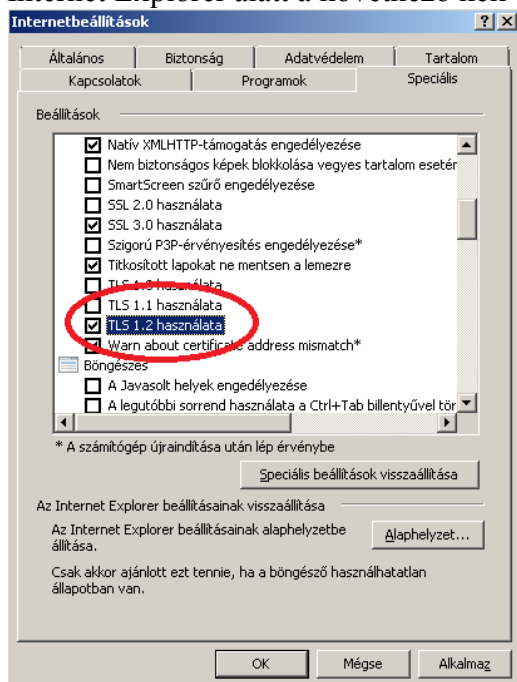 Internet Explorer alatt a következő
Internetbeállítások
Általános Biztonság Adatvédelem Tartalom
Kapcsolatok Programok Speciális
Beállítások
Natív XMLHTTP-támogatás engedélyezése
Nem biztonságos képek blokkolása vegyes tartalom esetér
SmartScreen szűrő engedélyezése
SSL 2.0 használata
SSL 3.0 használata
Szigorú P3P-érvényesítés engedélyezése*
Titkosított lapokat ne mentsen a lemezre
TLS 1.0 használata
TLS 1.1 használata
TLS 1.2 használata
Warn about certificate address mismatch*
Böngészés
A Javasolt helyek engedélyezése
A legutóbbi sorrend használata a Ctrl+Tab billentyűvel tör
* A számítógép újraindítása után lép érvénybe
Speciális beállítások visszaállítása
Az Internet Explorer beállításainak visszaállítása
Az Internet Explorer beállításainak alaphelyzetbe
állítása.
Alaphelyzet...
Csak akkor ajánlott ezt tennie, ha a böngésző használhatatlan
állapotban van.
OK Mégse Alkalmaz